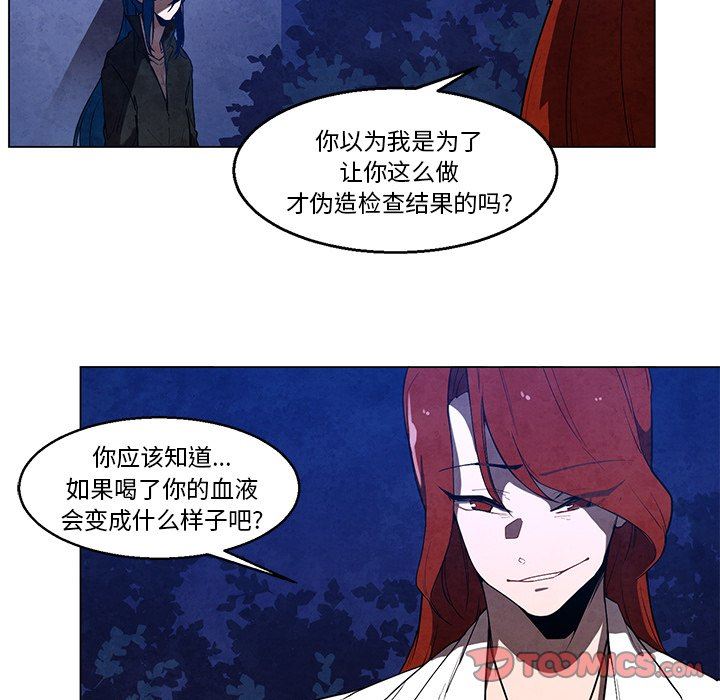 你以为我是为了
让你这么做
才伪造检查结果的吗?
你应该知道...
如果喝了你的血液
会变成什么样子吧?
TOOMICS.COM